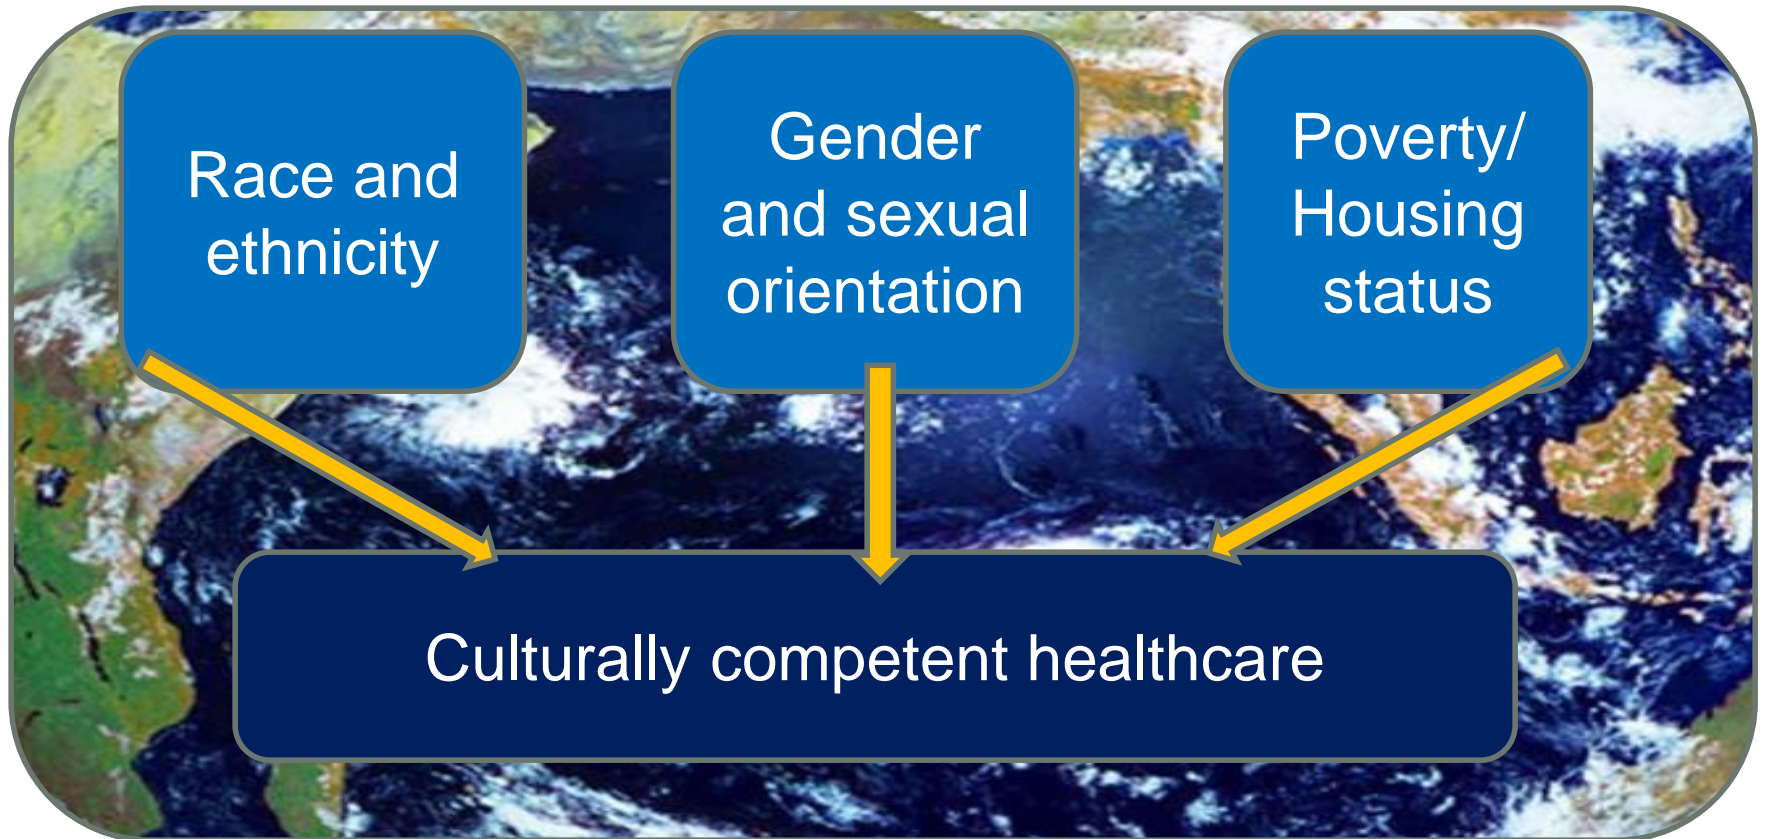 Race and
ethnicity
Gender
and sexual
orientation
Poverty/
Housing
status
Culturally competent healthcare